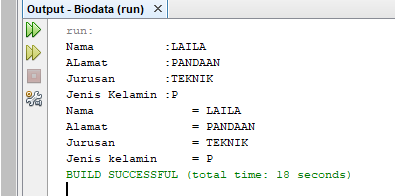 Output - Biodata (run) ×
run:
Nama :LAILA
ALamat :PANDAAN
Jurusan :TEKNIK
Jenis Kelamin :P
Nama = LAILA
Alamat = PANDAAN
Jurusan = TEKNIK
Jenis kelamin = P
BUILD SUCCESSFUL (total time: 18 seconds)